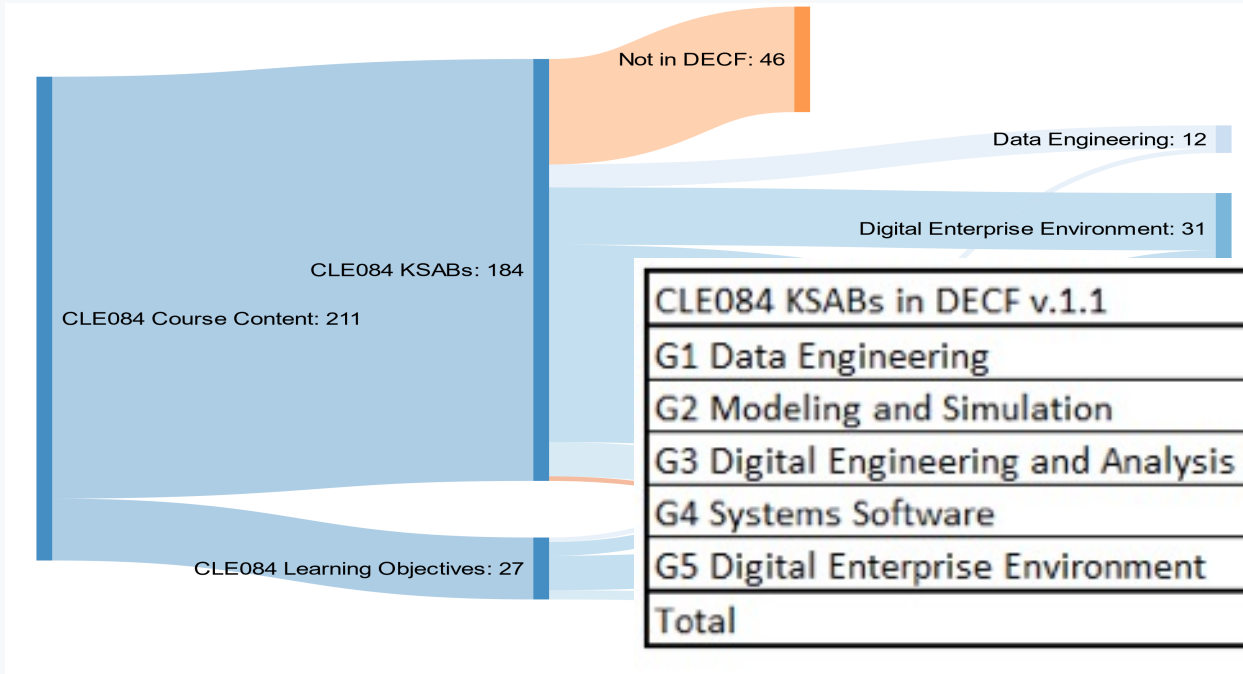 Not in DECF: 46
Data Engineering: 12
Digital Enterprise Environment: 31
CLE084 KSABs: 184
CLE084 Course Content: 211
CLE084 Learning Objectives: 27
CLE084 KSABs in DECF v.1.1
G1 Data Engineering
G2 Modeling and Simulation
G3 Digital Engineering and Analysis
G4 Systems Software
G5 Digital Enterprise Environment
Total